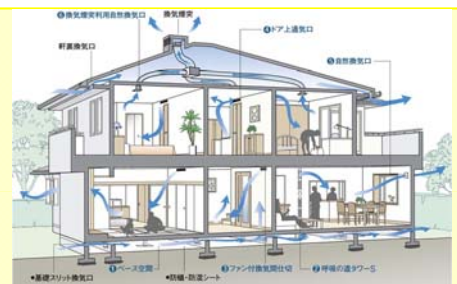 ❻換気煙突利用自然換気口
換気煙突
❹ドア上通気口
軒裏換気口
❺自然換気口
❶ベース空間
❸ファン付換気間仕切
❷呼吸の道タワーS
●基礎スリット換気口
●防蟻・防湿シート